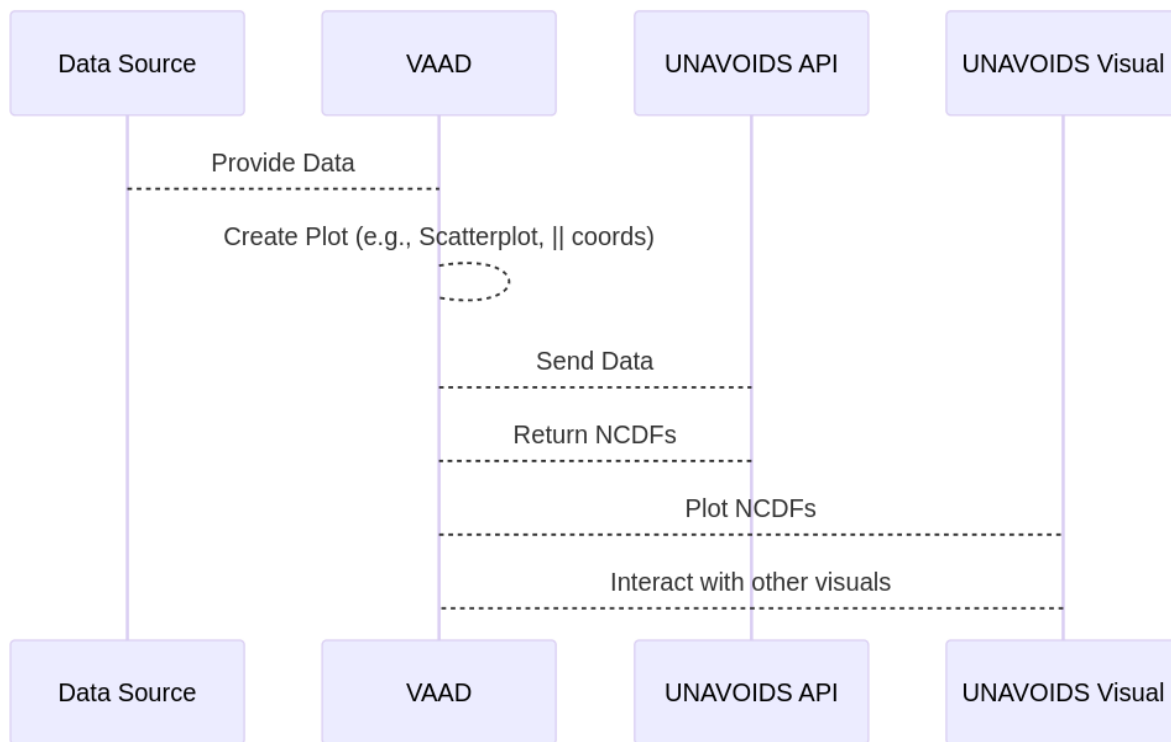 Data Source
VAAD
UNAVOIDS API
UNAVOIDS Visual
Provide Data
Create Plot (e.g., Scatterplot, || coords)
Send Data
Return NCDFs
Plot NCDFs
Interact with other visuals
Data Source
VAAD
UNAVOIDS API
UNAVOIDS Visual